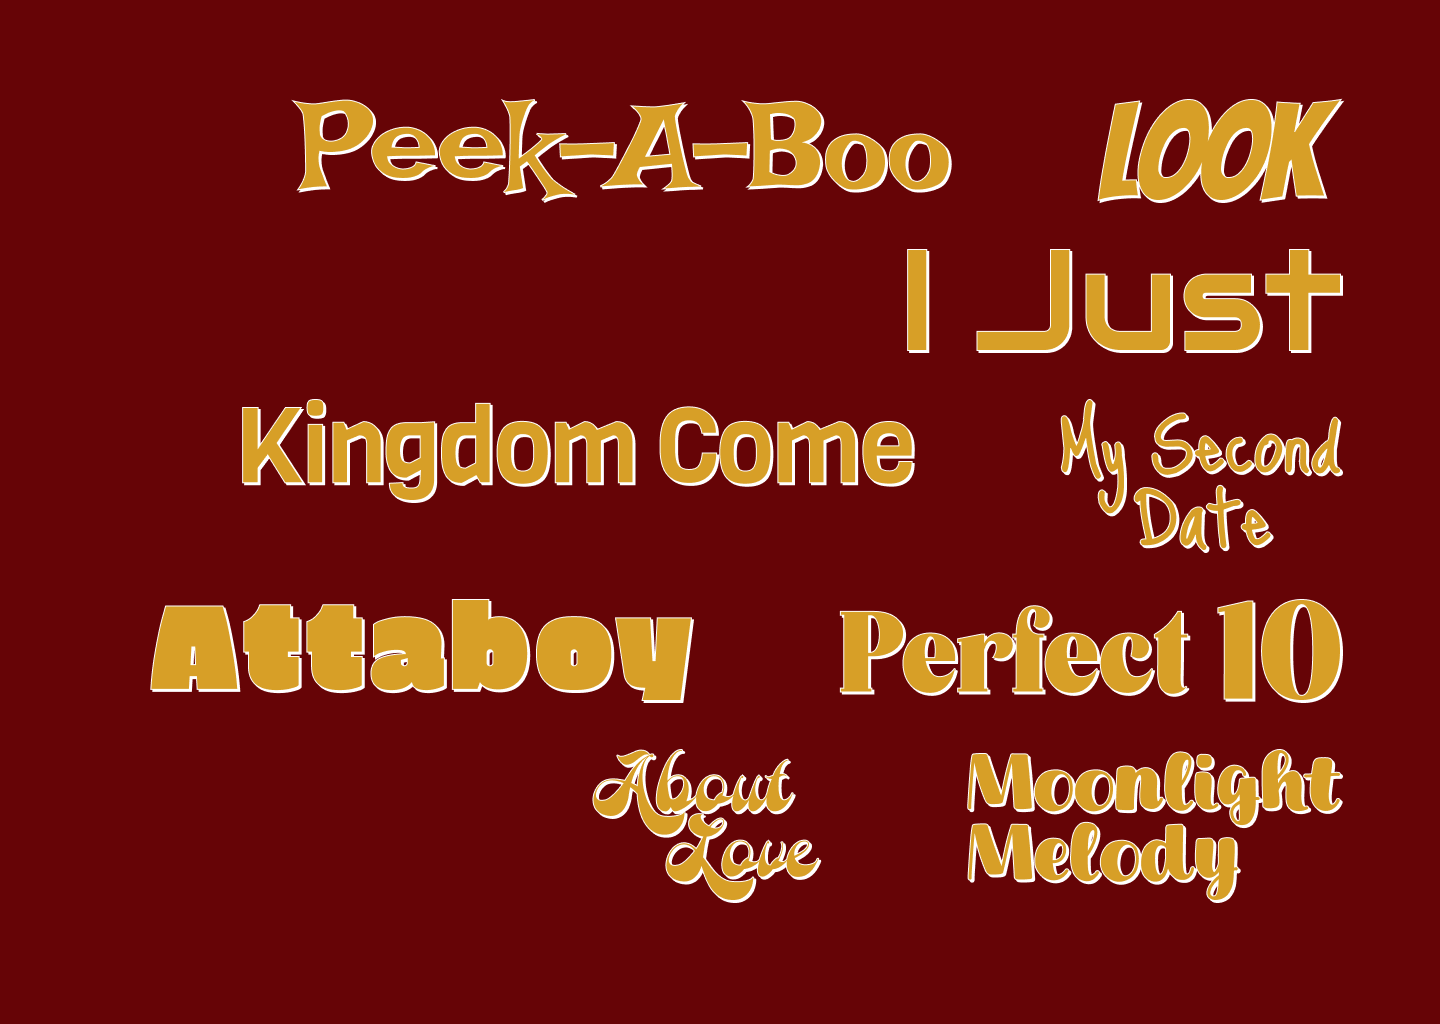 Peek-A-Boo
LOOK
I Just
Kingdom Come
My Second
Date
Attaboy
Perfect 10
About
Love
Moonlight
Melody